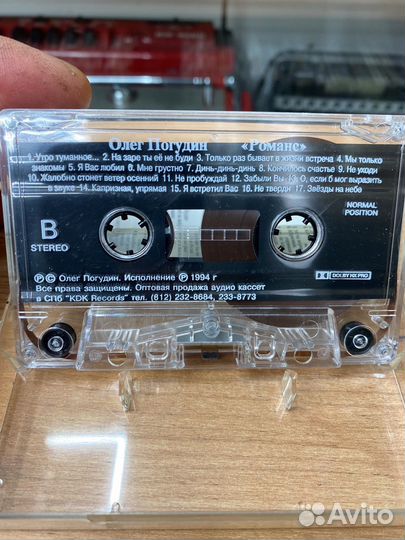 Олег Погудин «Романс»
1.Утро туманное... 2. На заре ты её не буди 3. Только раз бывает в жизни встреча 4. Мы только
знакомы 5. Я Вас любил 6. Мне грустно 7. Динь-динь-динь 8. Кончилось счастье 9. Не уходи
10. Жалобно стонет ветер осенний 11. Не пробуждай 12. Забыли Вы 13. О, если б мог выразить
в звуке 14. Капризная, упрямая 15. Я встретил Вас 16. Не тверди 17. Звёзды на небе
B
STEREO
NORMAL
POSITION
℗ © Олег Погудин. Исполнение ℗ 1994 г
Все права защищены. Оптовая продажа аудио кассет
в СПб "KDK Records" тел. (812) 232-8684, 233-8773
DOLBY HX PRO
Avito